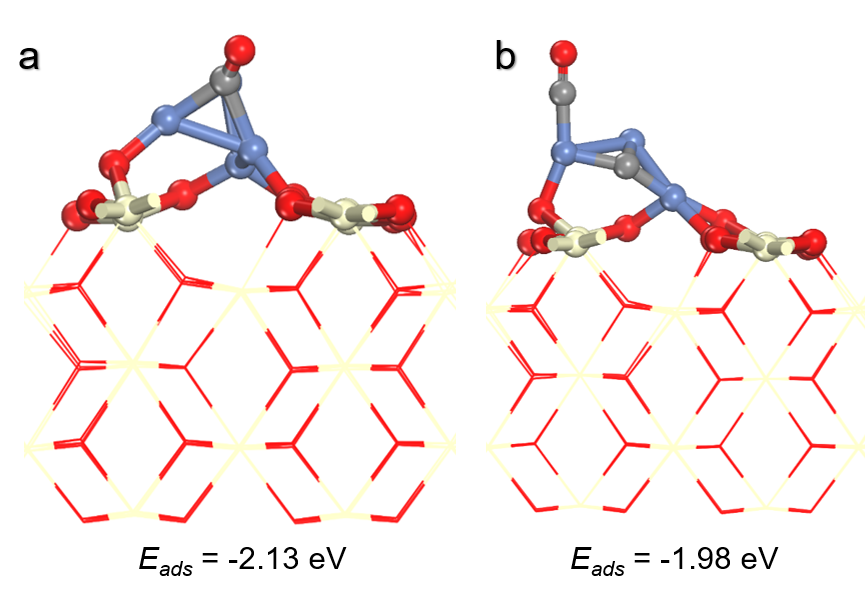 a
b
Eads = -2.13 eV
Eads = -1.98 eV